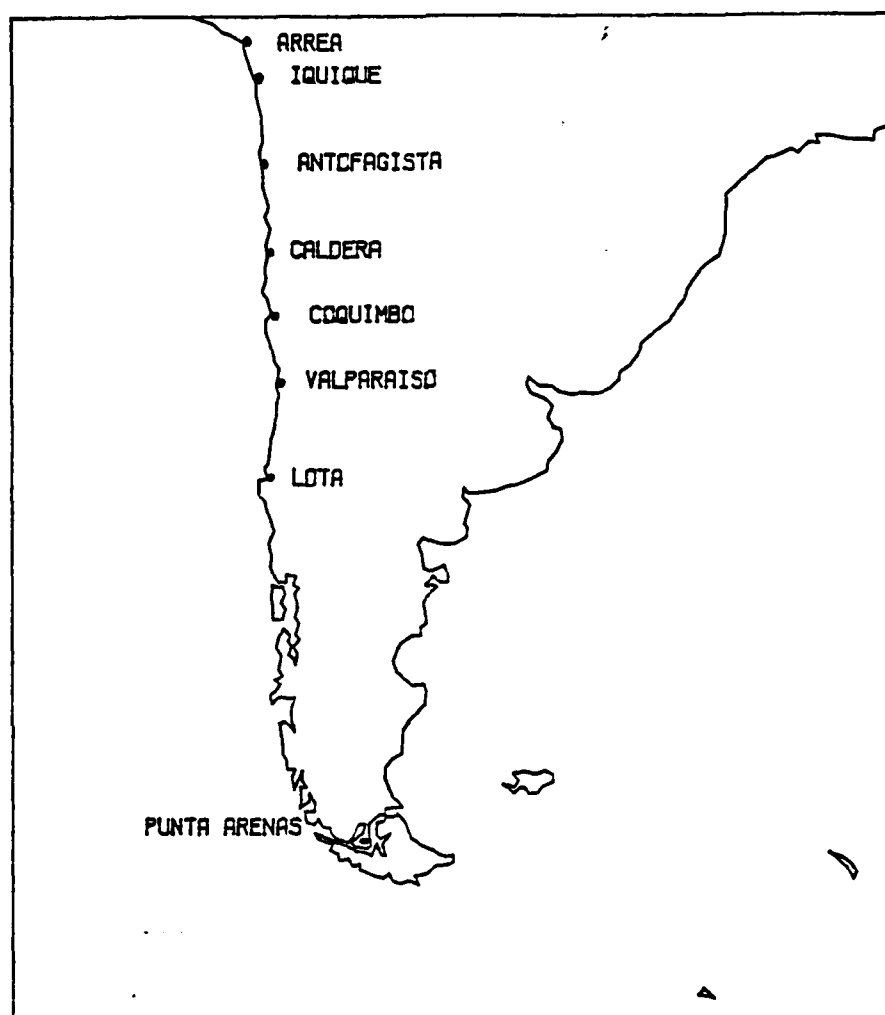 ARREA
IQUIQUE
ANTCFAGISTA
CALDERA
COQUIMBO
VALPARAISO
LOTA
PUNTA ARENAS